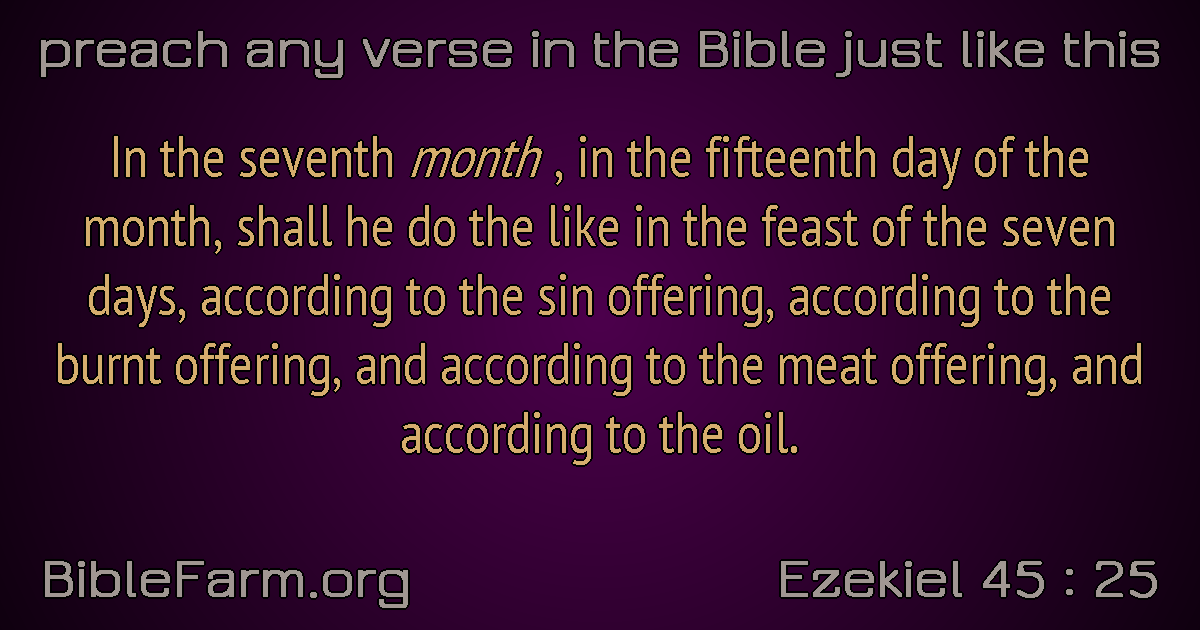 preach any verse in the Bible just like this
In the seventh month , in the fifteenth day of the
month, shall he do the like in the feast of the seven
days, according to the sin offering, according to the
burnt offering, and according to the meat offering, and
according to the oil.
BibleFarm.org
Ezekiel 45 : 25